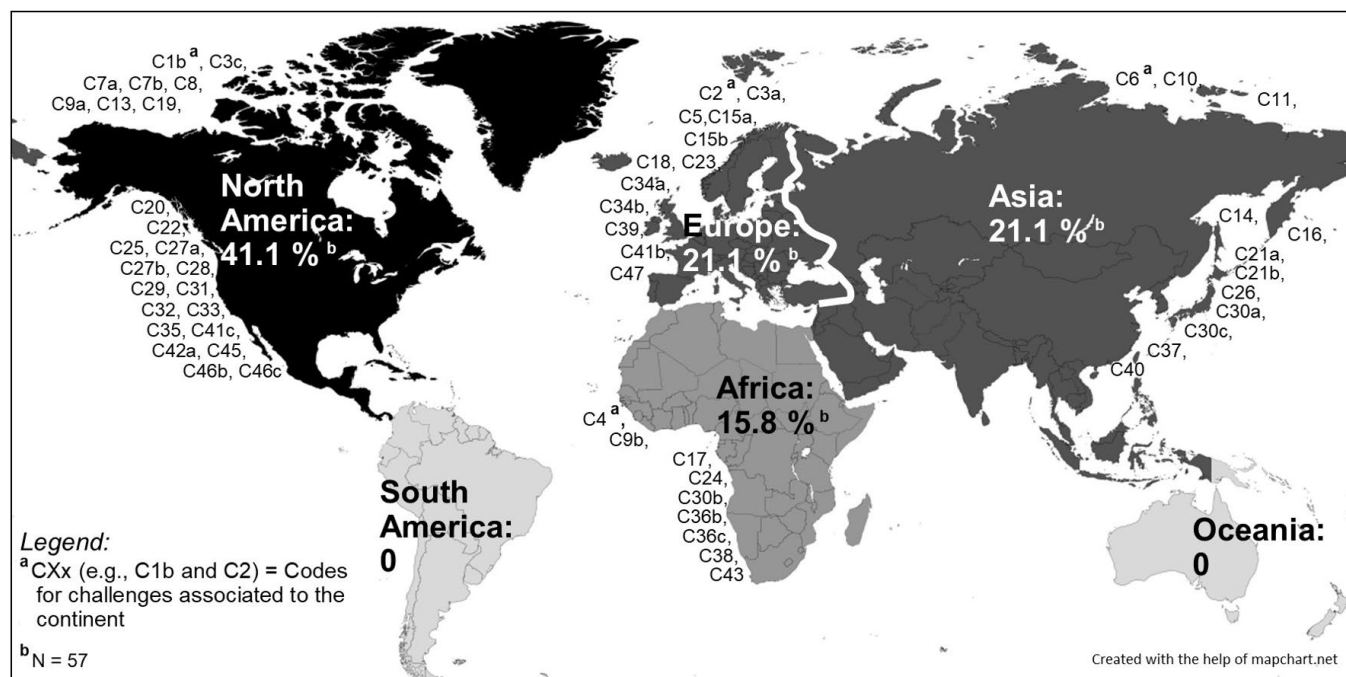 C1b a, C3c,
C7a, C7b, C8,
C9a, C13, C19,
North
America:
41.1 % b
C20,
C22,
C25, C27a,
C27b, C28,
C29, C31,
C32, C33,
C35, C41c,
C42a, C45,
C46b, C46c
C2 a, C3a,
C5,C15a,
C15b
C18, C23,
C34a,
C34b,
C39,
C41b,
C47
Europe:
21.1 % b
C6 a, C10,
C11,
Asia:
21.1 % b
C14,
C16,
C21a,
C21b,
C26,
C30a,
C30c,
C37,
C40
Africa:
15.8 % b
C4 a,
C9b,
C17,
C24,
C30b,
C36b,
C36c,
C38,
C43
South
America:
0
Oceania:
0
Legend:
a CXx (e.g., C1b and C2) = Codes
for challenges associated to the
continent
b N = 57
Created with the help of mapchart.net